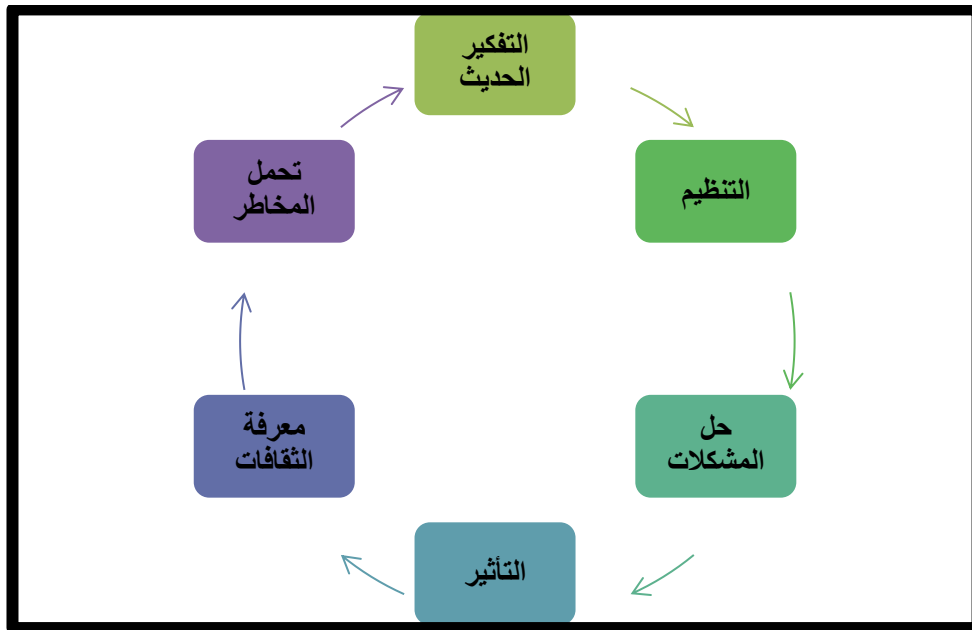 التفكير
الحديث
التنظيم
حل
المشكلات
التأثير
معرفة
الثقافات
تحمل
المخاطر